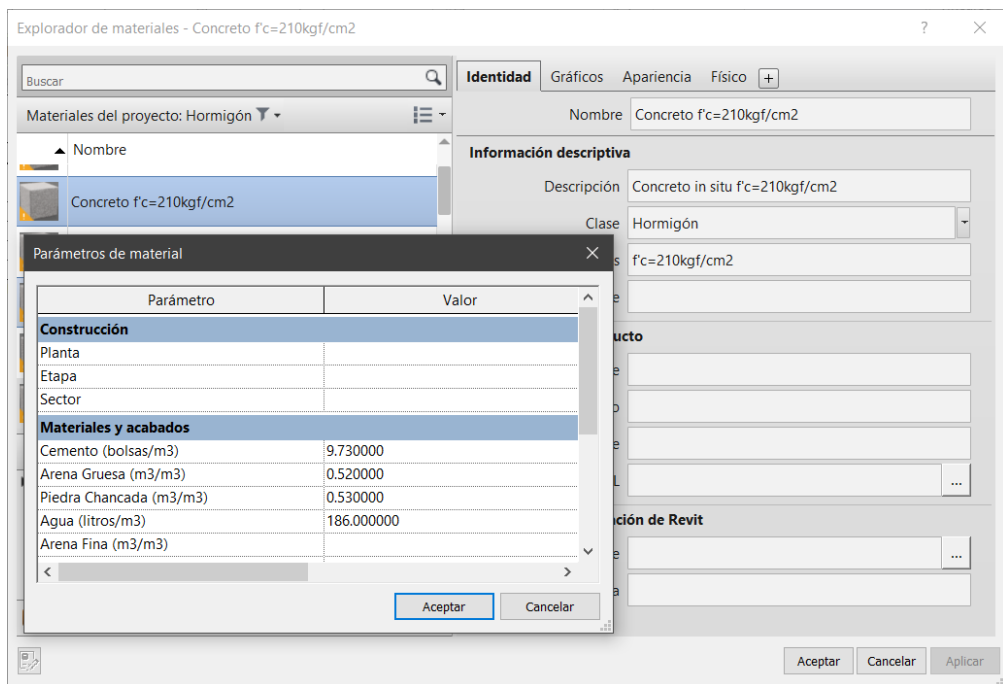 Explorador de materiales - Concreto f'c=210kgf/cm2
?
Buscar
Materiales del proyecto: Hormigón
Nombre
Concreto f'c=210kgf/cm2
Identidad Gráficos Apariencia Físico +
Nombre Concreto f'c=210kgf/cm2
Información descriptiva
Descripción Concreto in situ f'c=210kgf/cm2
Clase Hormigón
s f'c=210kgf/cm2
e
ucto
e
o
e
L ...
ción de Revit
e ...
a
Parámetros de material
Parámetro Valor
Construcción
Planta
Etapa
Sector
Materiales y acabados
Cemento (bolsas/m3) 9.730000
Arena Gruesa (m3/m3) 0.520000
Piedra Chancada (m3/m3) 0.530000
Agua (litros/m3) 186.000000
Arena Fina (m3/m3)
Aceptar Cancelar
Aceptar Cancelar Aplicar